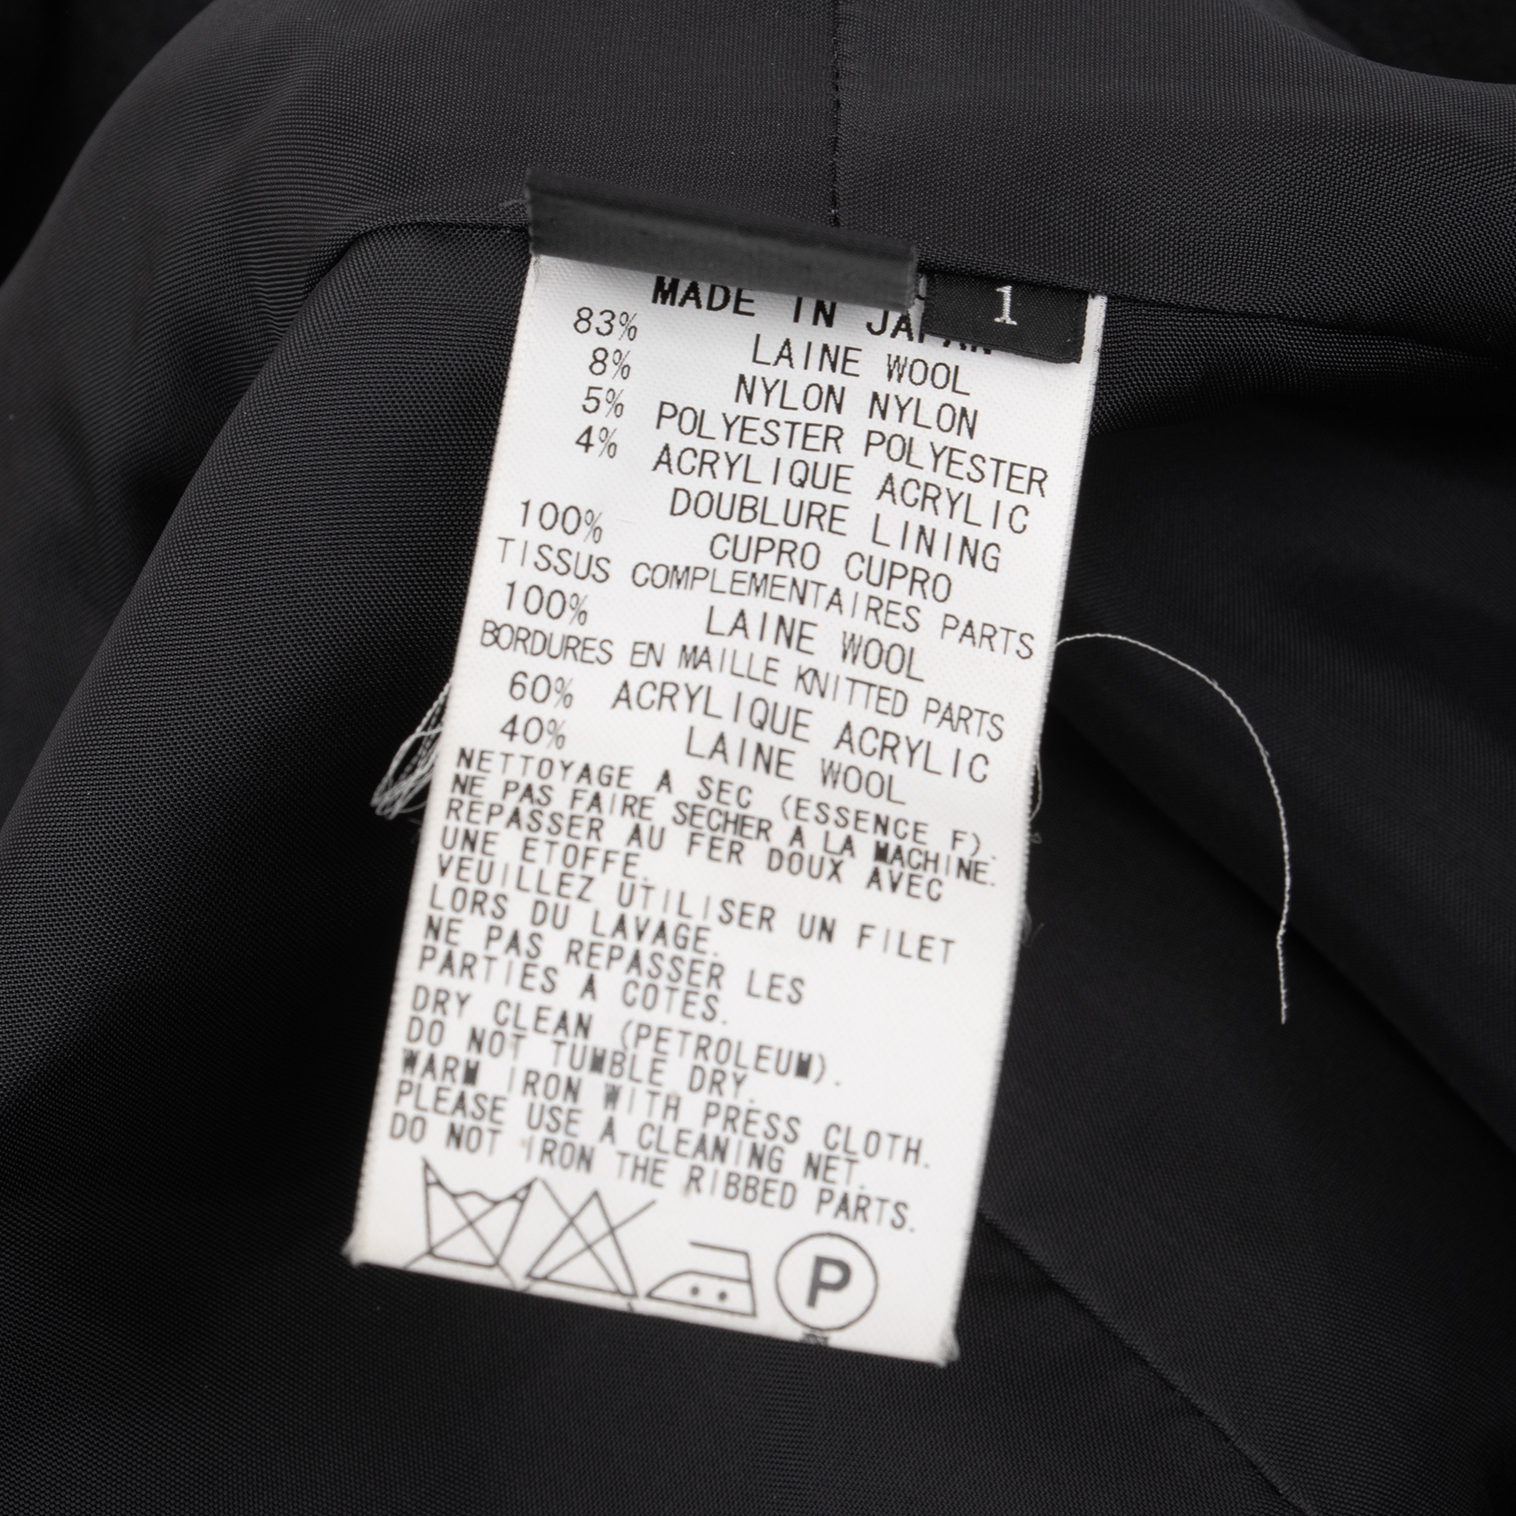 MADE IN JAPAN
1
83% LAINE WOOL
8% NYLON NYLON
5% POLYESTER POLYESTER
4% ACRYLIQUE ACRYLIC
DOUBLURE LINING
100% CUPRO CUPRO
TISSUS COMPLEMENTAIRES PARTS
100% LAINE WOOL
BORDURES EN MAILLE KNITTED PARTS
60% ACRYLIQUE ACRYLIC
40% LAINE WOOL
NETTOYAGE A SEC (ESSENCE F).
NE PAS FAIRE SECHER A LA MACHINE.
REPASSER AU FER DOUX AVEC
UNE ETOFFE.
VEUILLEZ UTILISER UN FILET
LORS DU LAVAGE.
NE PAS REPASSER LES
PARTIES A COTES.
DRY CLEAN (PETROLEUM).
DO NOT TUMBLE DRY.
WARM IRON WITH PRESS CLOTH.
PLEASE USE A CLEANING NET.
DO NOT IRON THE RIBBED PARTS.
P